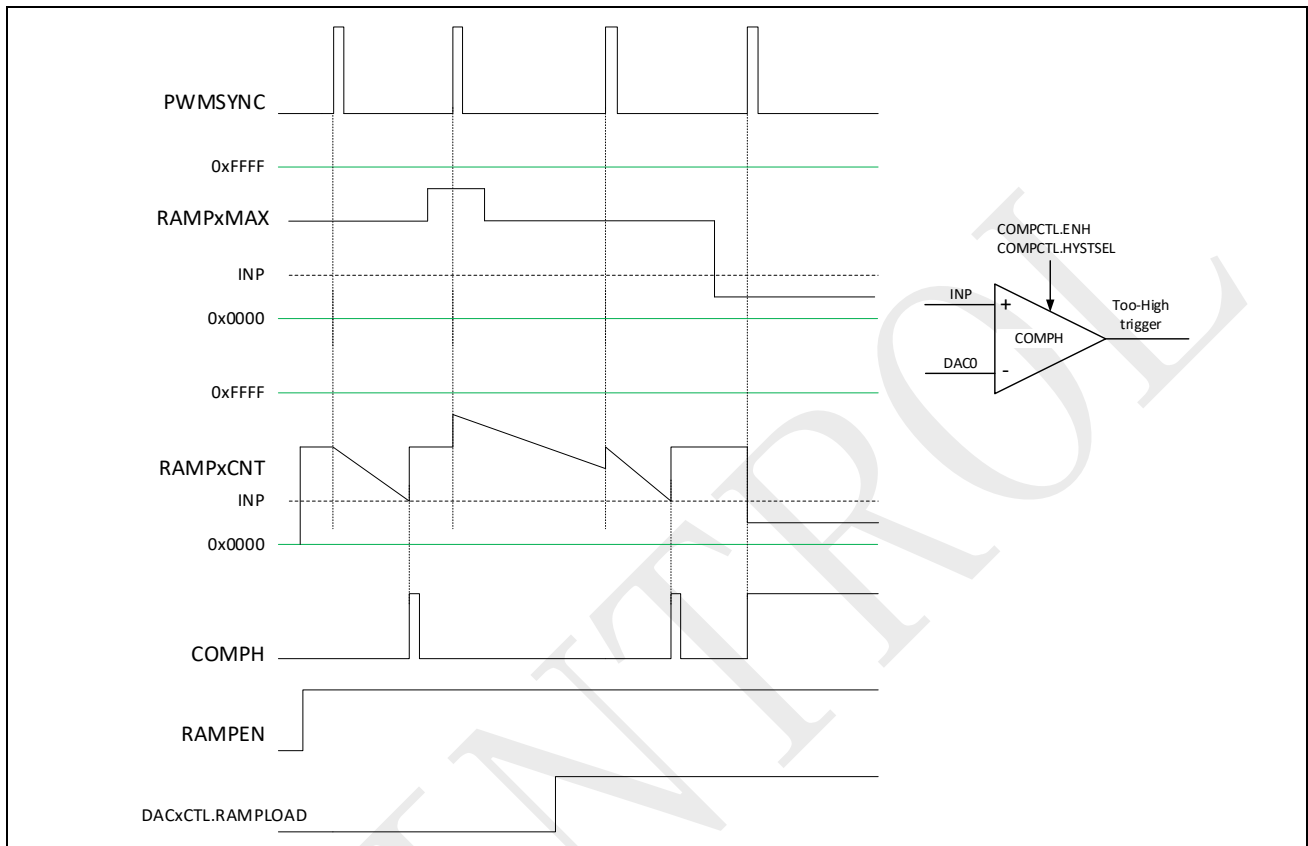 PWMSYNC
0xFFFF
RAMPxMAX
INP
0x0000
0xFFFF
RAMPxCNT
INP
0x0000
COMPH
RAMPEN
DACxCTL.RAMPLOAD
COMPCTL.ENH
COMPCTL.HYSTSEL
INP
+
Too-High
trigger
COMPH
DAC0
-
NTROL